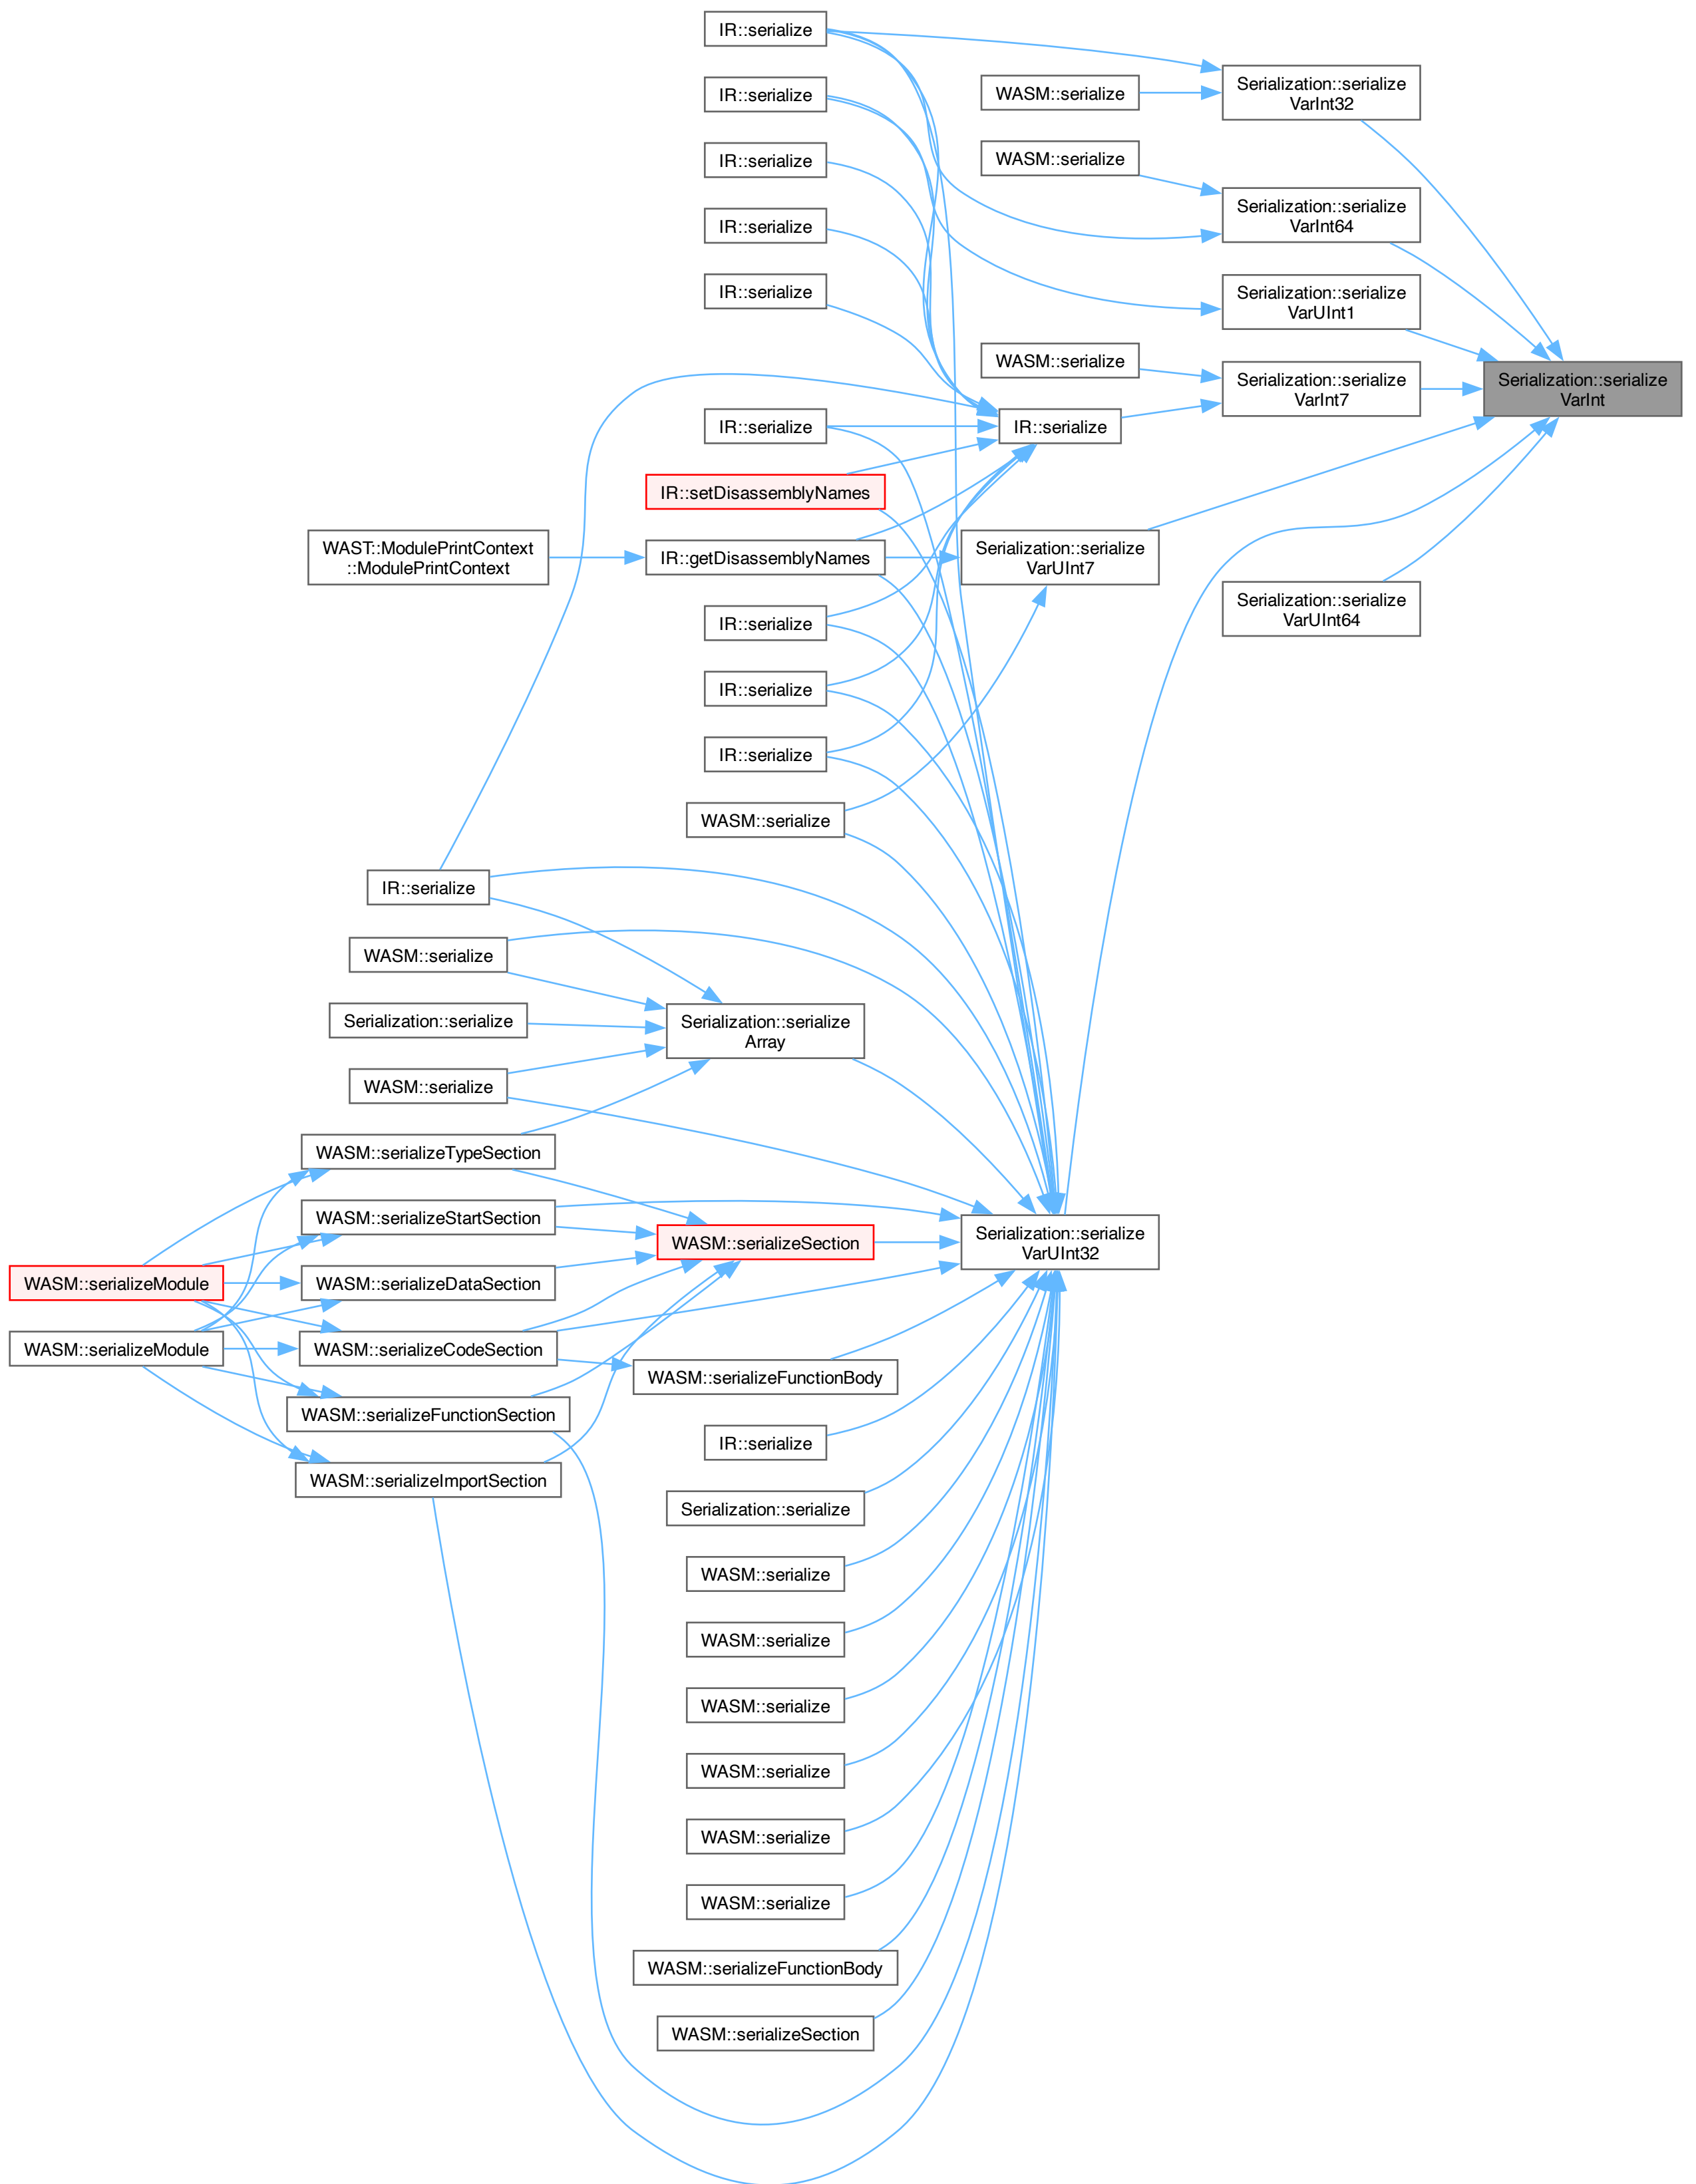 IR::serialize
Serialization::serialize
VarInt32
IR::serialize
WASM::serialize
IR::serialize
WASM::serialize
Serialization::serialize
VarInt64
IR::serialize
IR::serialize
Serialization::serialize
VarUInt1
WASM::serialize
Serialization::serialize
VarInt7
Serialization::serialize
VarInt
IR::serialize
IR::serialize
IR::setDisassemblyNames
WAST::ModulePrintContext
::ModulePrintContext
IR::getDisassemblyNames
Serialization::serialize
VarUInt7
Serialization::serialize
VarUInt64
IR::serialize
IR::serialize
IR::serialize
WASM::serialize
IR::serialize
WASM::serialize
Serialization::serialize
Serialization::serialize
Array
WASM::serialize
WASM::serializeTypeSection
WASM::serializeStartSection
WASM::serializeSection
Serialization::serialize
VarUInt32
WASM::serializeModule
WASM::serializeDataSection
WASM::serializeModule
WASM::serializeCodeSection
WASM::serializeFunctionBody
WASM::serializeFunctionSection
IR::serialize
WASM::serializeImportSection
Serialization::serialize
WASM::serialize
WASM::serialize
WASM::serialize
WASM::serialize
WASM::serialize
WASM::serialize
WASM::serializeFunctionBody
WASM::serializeSection